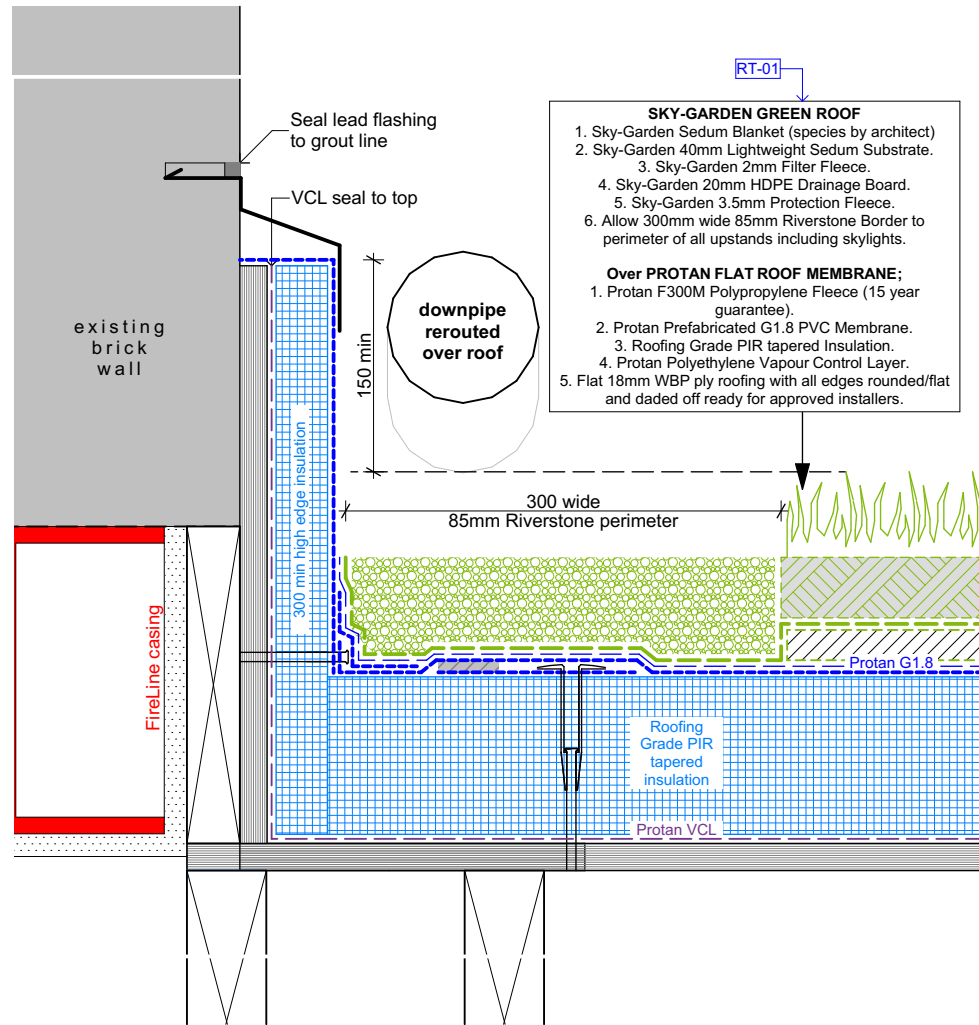 RT-01
SKY-GARDEN GREEN ROOF
1. Sky-Garden Sedum Blanket (species by architect)
2. Sky-Garden 40mm Lightweight Sedum Substrate.
3. Sky-Garden 2mm Filter Fleece.
4. Sky-Garden 20mm HDPE Drainage Board.
5. Sky-Garden 3.5mm Protection Fleece.
6. Allow 300mm wide 85mm Riverstone Border to
perimeter of all upstands including skylights.
Over PROTAN FLAT ROOF MEMBRANE;
1. Protan F300M Polypropylene Fleece (15 year
guarantee).
2. Protan Prefabricated G1.8 PVC Membrane.
3. Roofing Grade PIR tapered Insulation.
4. Protan Polyethylene Vapour Control Layer.
5. Flat 18mm WBP ply roofing with all edges rounded/flat
and daded off ready for approved installers.
Seal lead flashing
to grout line
VCL seal to top
existing
brick
wall
downpipe
rerouted
over roof
150 min
300 min high edge insulation
300 wide
85mm Riverstone perimeter
FireLine casing
Protan G1.8
Roofing
Grade PIR
tapered
insulation
Protan VCL